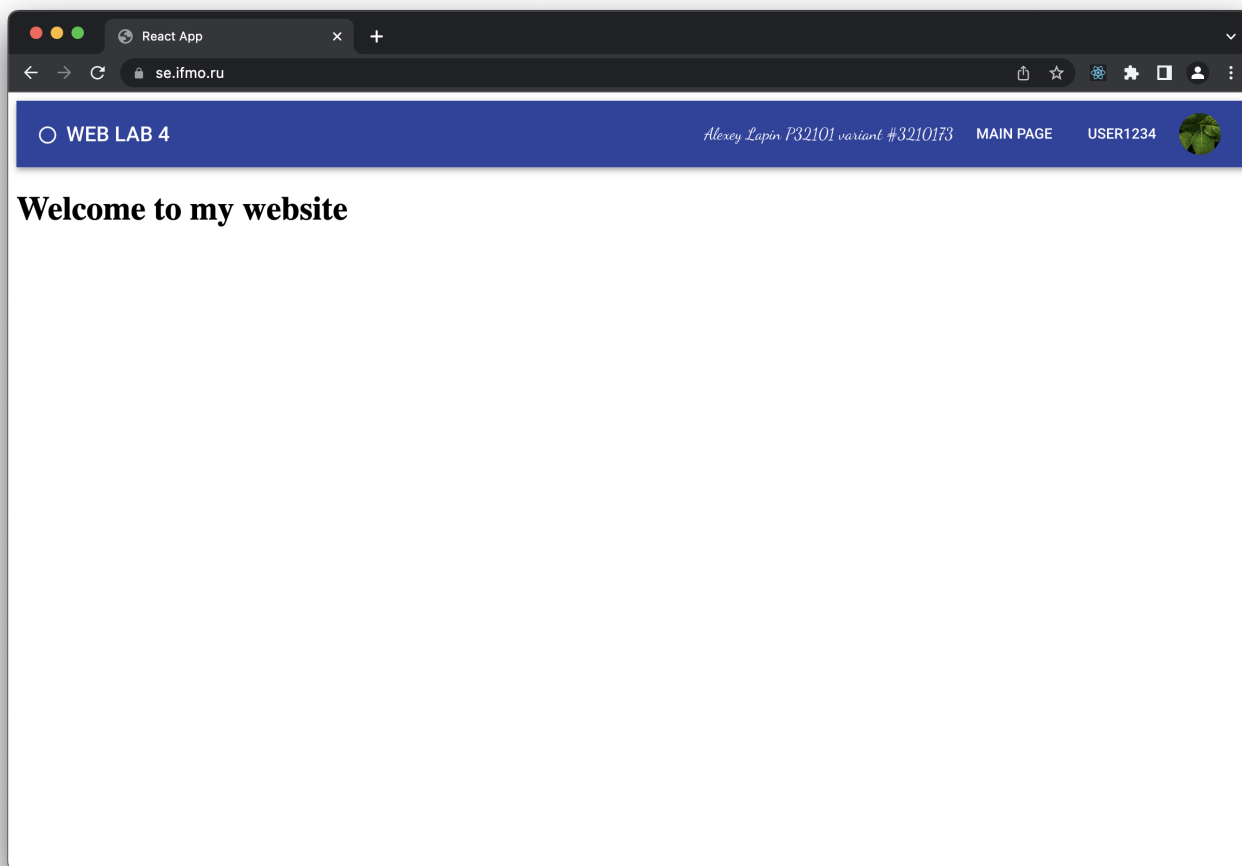 React App
se.ifmo.ru
WEB LAB 4 Alexey Lapin P32101 variant #3210173 MAIN PAGE USER1234
Welcome to my website